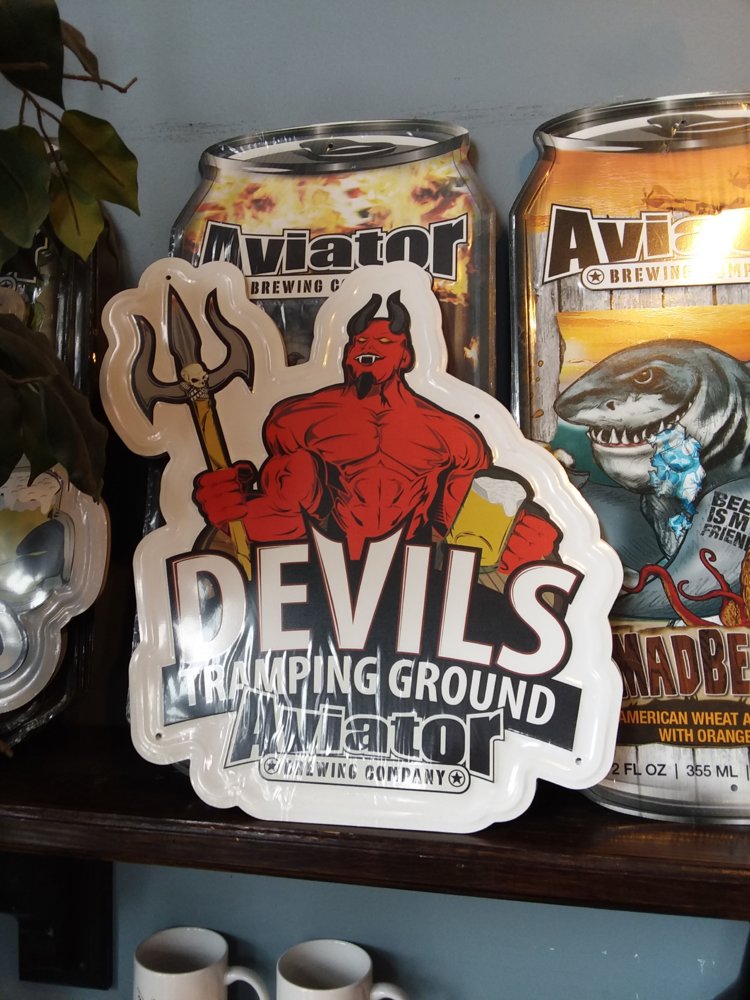 Aviator
BREWING CO
Avia
BREWING COMP
BEE
IS M
FRIEN
DEVILS
TRAMPING GROUND
Aviator
BREWING COMPANY
MADBE
AMERICAN WHEAT A
WITH ORANGE
2 FL OZ | 355 ML |